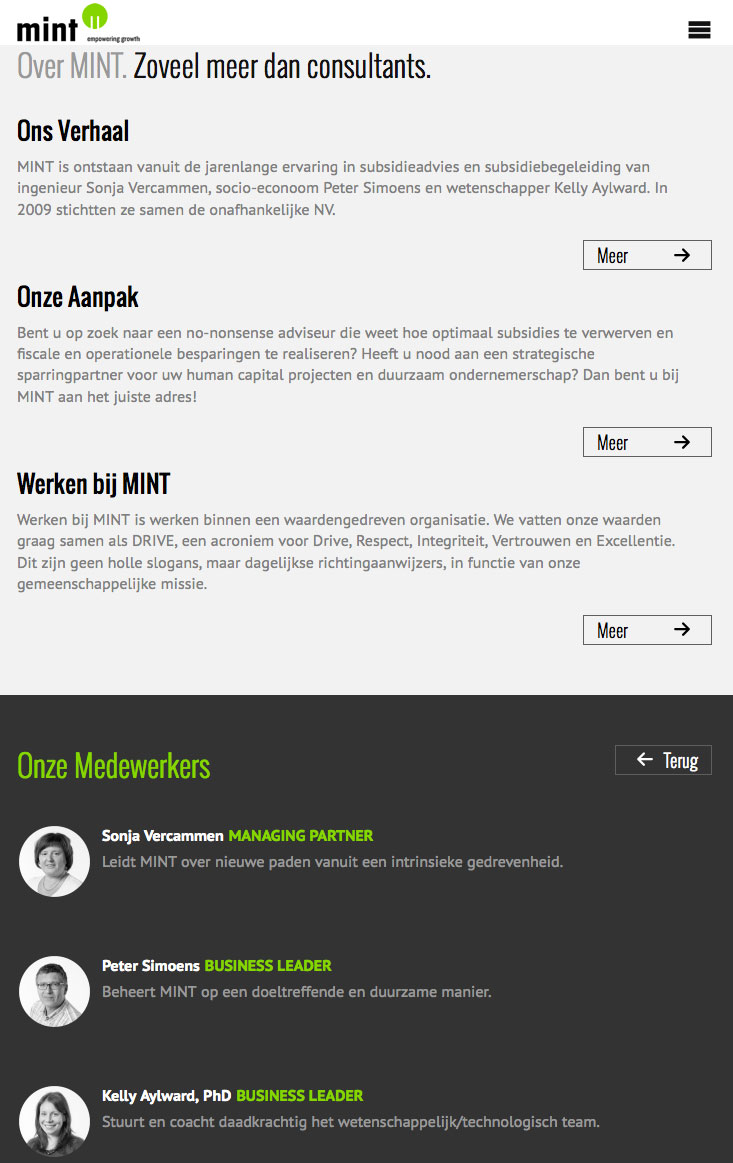 mint
empowering growth
Over MINT. Zoveel meer dan consultants.
Ons Verhaal
MINT is ontstaan vanuit de jarenlange ervaring in subsidieadvies en subsidiebegeleiding van
ingenieur Sonja Vercammen, socio-econoom Peter Simoens en wetenschapper Kelly Aylward. In
2009 stichtten ze samen de onafhankelijke NV.
Meer →
Onze Aanpak
Bent u op zoek naar een no-nonsense adviseur die weet hoe optimaal subsidies te verwerven en
fiscale en operationele besparingen te realiseren? Heeft u nood aan een strategische
sparringpartner voor uw human capital projecten en duurzaam ondernemerschap? Dan bent u bij
MINT aan het juiste adres!
Meer →
Werken bij MINT
Werken bij MINT is werken binnen een waardengedreven organisatie. We vatten onze waarden
graag samen als DRIVE, een acroniem voor Drive, Respect, Integriteit, Vertrouwen en Excellentie.
Dit zijn geen holle slogans, maar dagelijkse richtingaanwijzers, in functie van onze
gemeenschappelijke missie.
Meer →
Onze Medewerkers
← Terug
Sonja Vercammen MANAGING PARTNER
Leidt MINT over nieuwe paden vanuit een intrinsieke gedrevenheid.
Peter Simoens BUSINESS LEADER
Beheert MINT op een doeltreffende en duurzame manier.
Kelly Aylward, PhD BUSINESS LEADER
Stuurt en coacht daadkrachtig het wetenschappelijk/technologisch team.